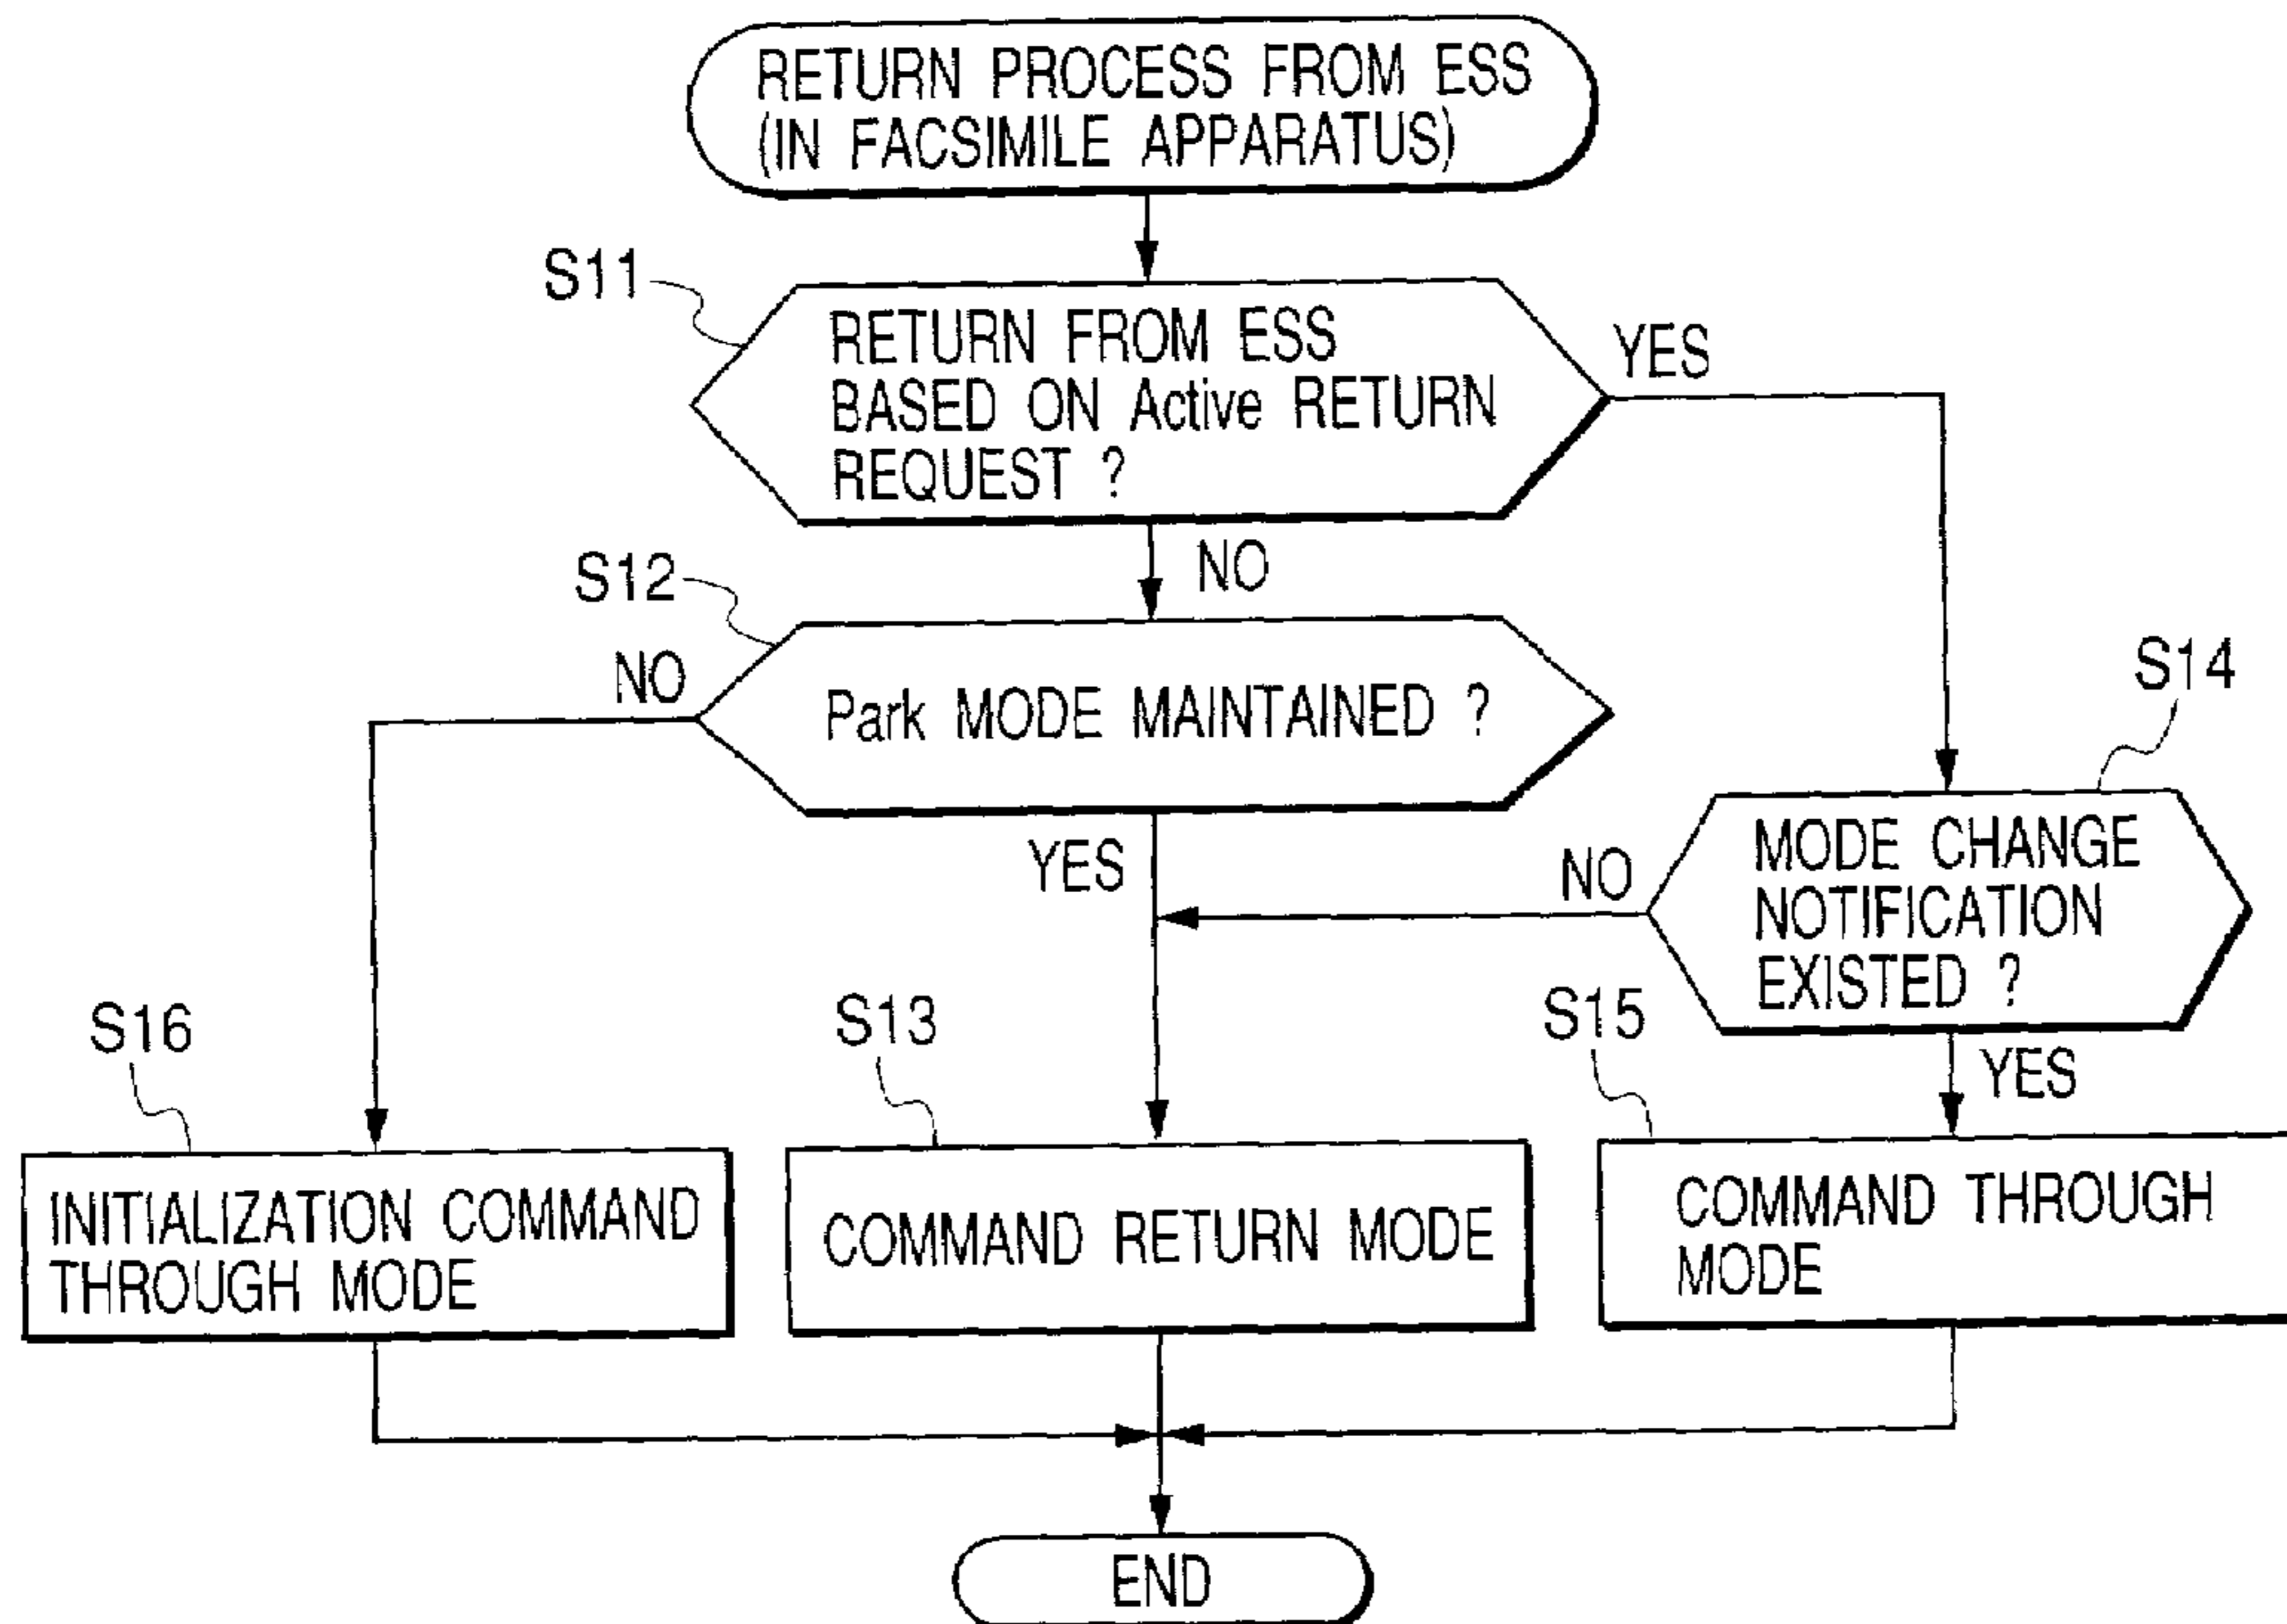 RETURN PROCESS FROM ESS
(IN FACSIMILE APPARATUS)
S11
RETURN FROM ESS
BASED ON Active RETURN
REQUEST ?
YES
NO
S12
NO
Park MODE MAINTAINED ?
YES
S14
MODE CHANGE
NOTIFICATION
EXISTED ?
NO
YES
S16
INITIALIZATION COMMAND
THROUGH MODE
S13
COMMAND RETURN MODE
S15
COMMAND THROUGH
MODE
END